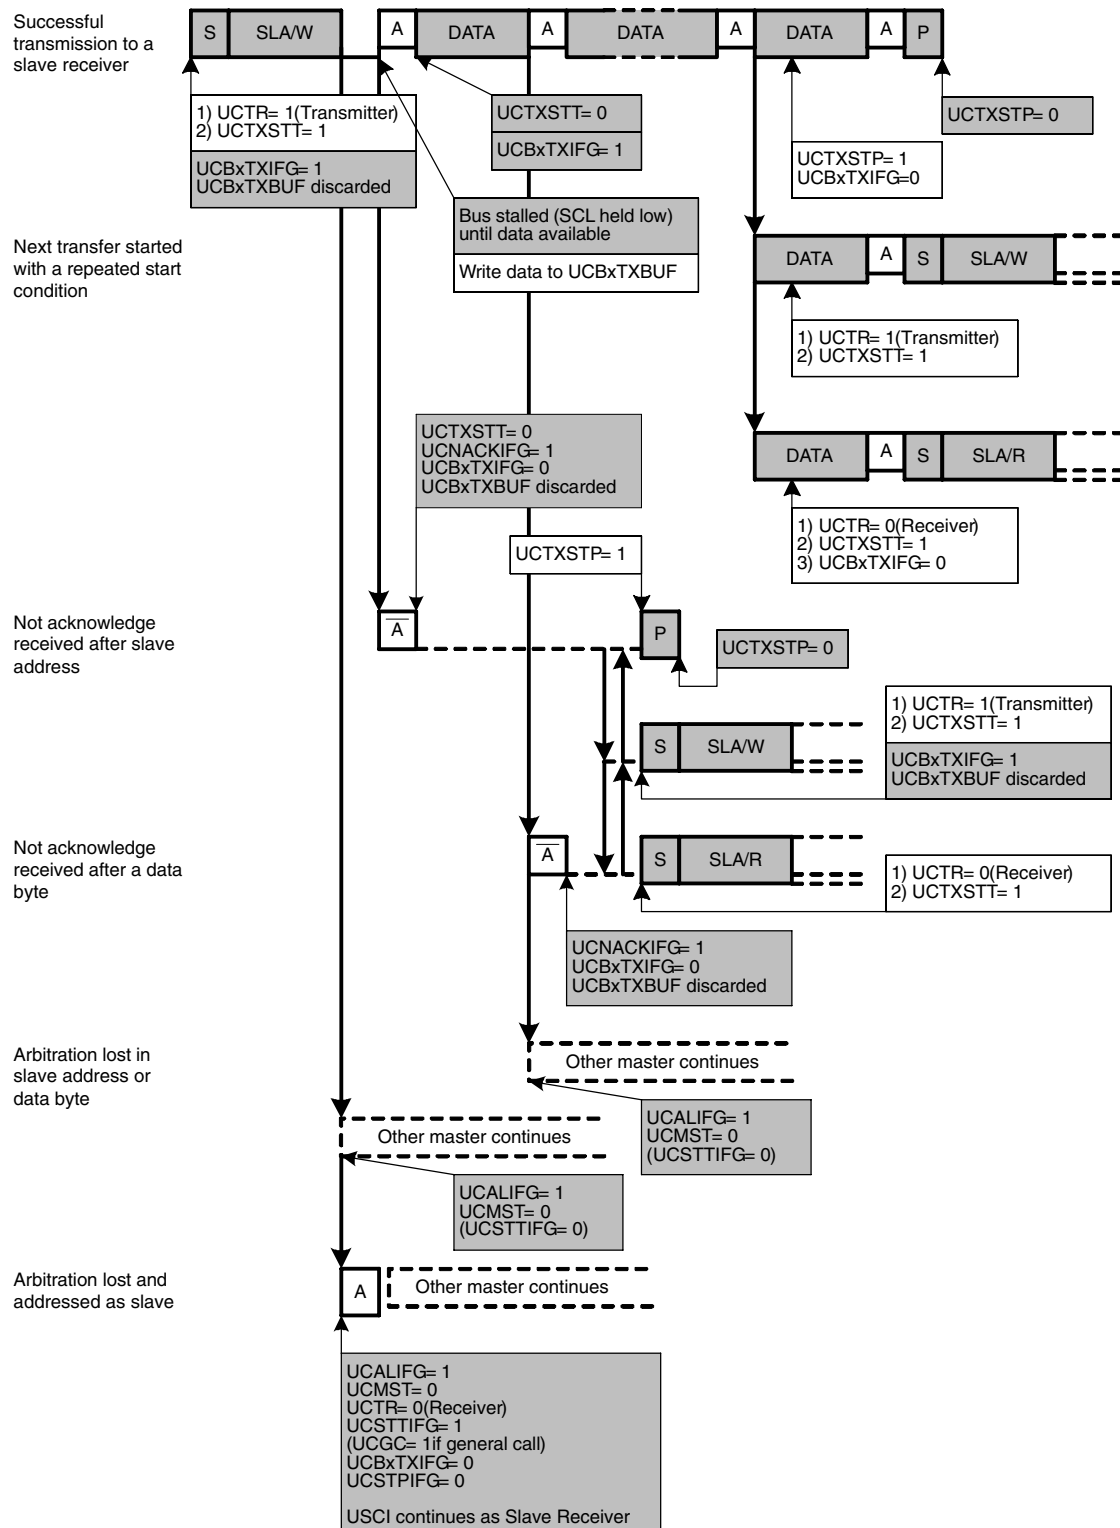 Successful
transmission to a
slave receiver
S SLA/W A DATA A DATA A DATA A P
1) UCTR= 1(Transmitter)
2) UCTXSTT= 1
UCBxTXIFG= 1
UCBxTXBUF discarded
UCTXSTT= 0
UCBxTXIFG= 1
UCTXSTP= 0
UCTXSTP= 1
UCBxTXIFG=0
Bus stalled (SCL held low)
until data available
Write data to UCBxTXBUF
Next transfer started
with a repeated start
condition
DATA A S SLA/W
1) UCTR= 1(Transmitter)
2) UCTXSTT= 1
DATA A S SLA/R
1) UCTR= 0(Receiver)
2) UCTXSTT= 1
3) UCBxTXIFG= 0
UCTXSTT= 0
UCNACKIFG= 1
UCBxTXIFG= 0
UCBxTXBUF discarded
UCTXSTP= 1
Not acknowledge
received after slave
address
A P
UCTXSTP= 0
S SLA/W
1) UCTR= 1(Transmitter)
2) UCTXSTT= 1
UCBxTXIFG= 1
UCBxTXBUF discarded
Not acknowledge
received after a data
byte
A S SLA/R
1) UCTR= 0(Receiver)
2) UCTXSTT= 1
UCNACKIFG= 1
UCBxTXIFG= 0
UCBxTXBUF discarded
Arbitration lost in
slave address or
data byte
Other master continues
UCALIFG= 1
UCMST= 0
(UCSTTIFG= 0)
Other master continues
UCALIFG= 1
UCMST= 0
(UCSTTIFG= 0)
Arbitration lost and
addressed as slave
A Other master continues
UCALIFG= 1
UCMST= 0
UCTR= 0(Receiver)
UCSTTIFG= 1
(UCGC= 1if general call)
UCBxTXIFG= 0
UCSTPIFG= 0
USCI continues as Slave Receiver